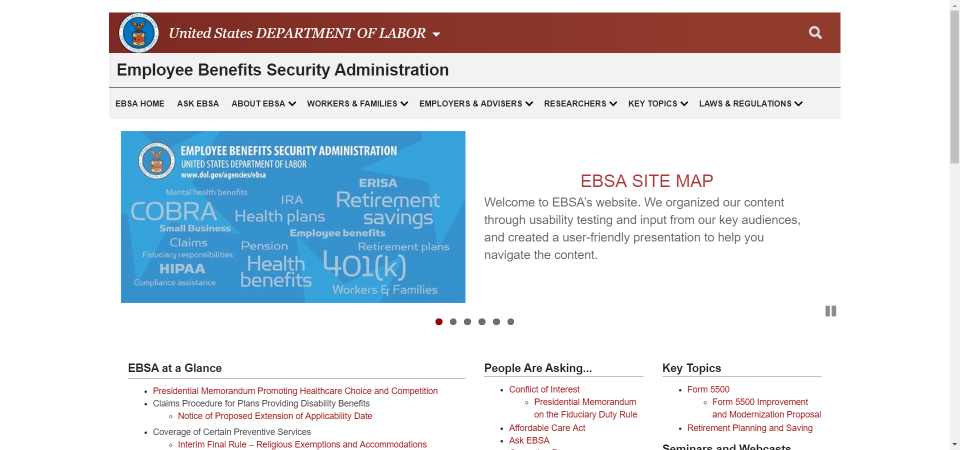 United States DEPARTMENT OF LABOR
Employee Benefits Security Administration
EBSA HOME ASK EBSA ABOUT EBSA WORKERS & FAMILIES EMPLOYERS & ADVISERS RESEARCHERS KEY TOPICS LAWS & REGULATIONS
EMPLOYEE BENEFITS SECURITY ADMINISTRATION
UNITED STATES DEPARTMENT OF LABOR
www.dol.gov/agencies/ebsa
Mental health benefits
ERISA
IRA
Retirement savings
COBRA
Health plans
Small Business
Employee benefits
Claims
Pension
Retirement plans
Fiduciary responsibilities
HIPAA
Health benefits
401(k)
Compliance assistance
Workers & Families
EBSA SITE MAP
Welcome to EBSA's website. We organized our content
through usability testing and input from our key audiences,
and created a user-friendly presentation to help you
navigate the content.
EBSA at a Glance
Presidential Memorandum Promoting Healthcare Choice and Competition
Claims Procedure for Plans Providing Disability Benefits
Notice of Proposed Extension of Applicability Date
Coverage of Certain Preventive Services
Interim Final Rule – Religious Exemptions and Accommodations
People Are Asking...
Conflict of Interest
Presidential Memorandum
on the Fiduciary Duty Rule
Affordable Care Act
Ask EBSA
Key Topics
Form 5500
Form 5500 Improvement
and Modernization Proposal
Retirement Planning and Saving
Seminars and Webcasts